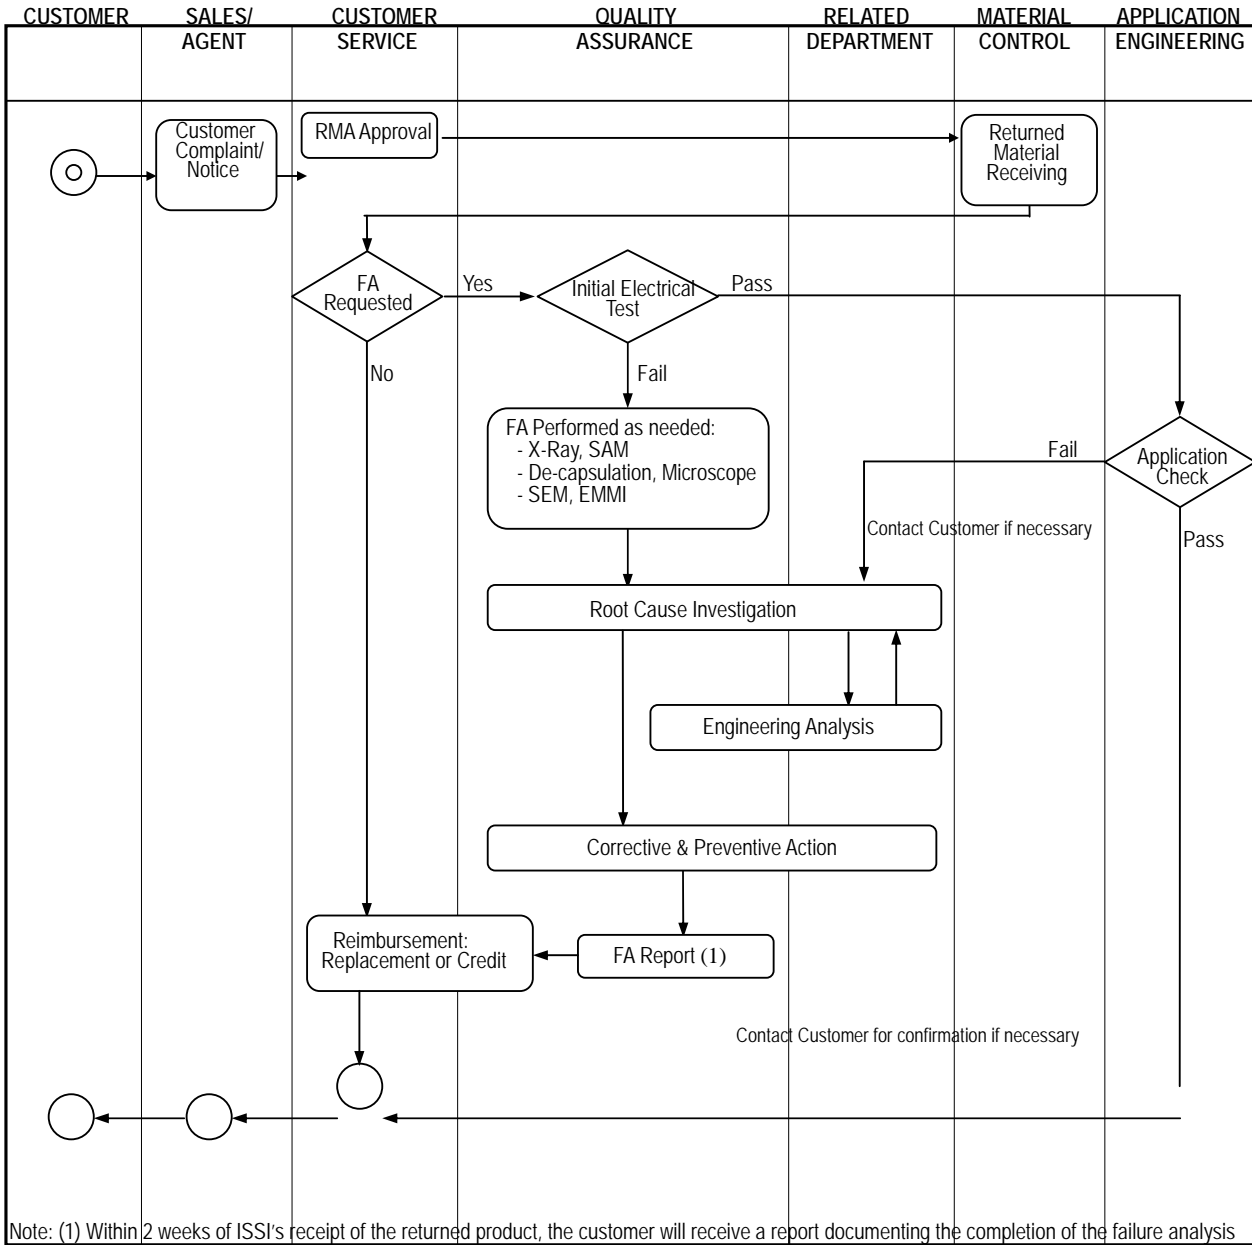 CUSTOMER
SALES/
AGENT
CUSTOMER
SERVICE
QUALITY
ASSURANCE
RELATED
DEPARTMENT
MATERIAL
CONTROL
APPLICATION
ENGINEERING
Customer
Complaint/
Notice
RMA Approval
Returned
Material
Receiving
FA
Requested
Yes
Initial Electrical
Test
Pass
No
Fail
FA Performed as needed:
- X-Ray, SAM
- De-capsulation, Microscope
- SEM, EMMI
Fail
Application
Check
Contact Customer if necessary
Pass
Root Cause Investigation
Engineering Analysis
Corrective & Preventive Action
Reimbursement:
Replacement or Credit
FA Report (1)
Contact Customer for confirmation if necessary
Note: (1) Within 2 weeks of ISSI's receipt of the returned product, the customer will receive a report documenting the completion of the failure analysis